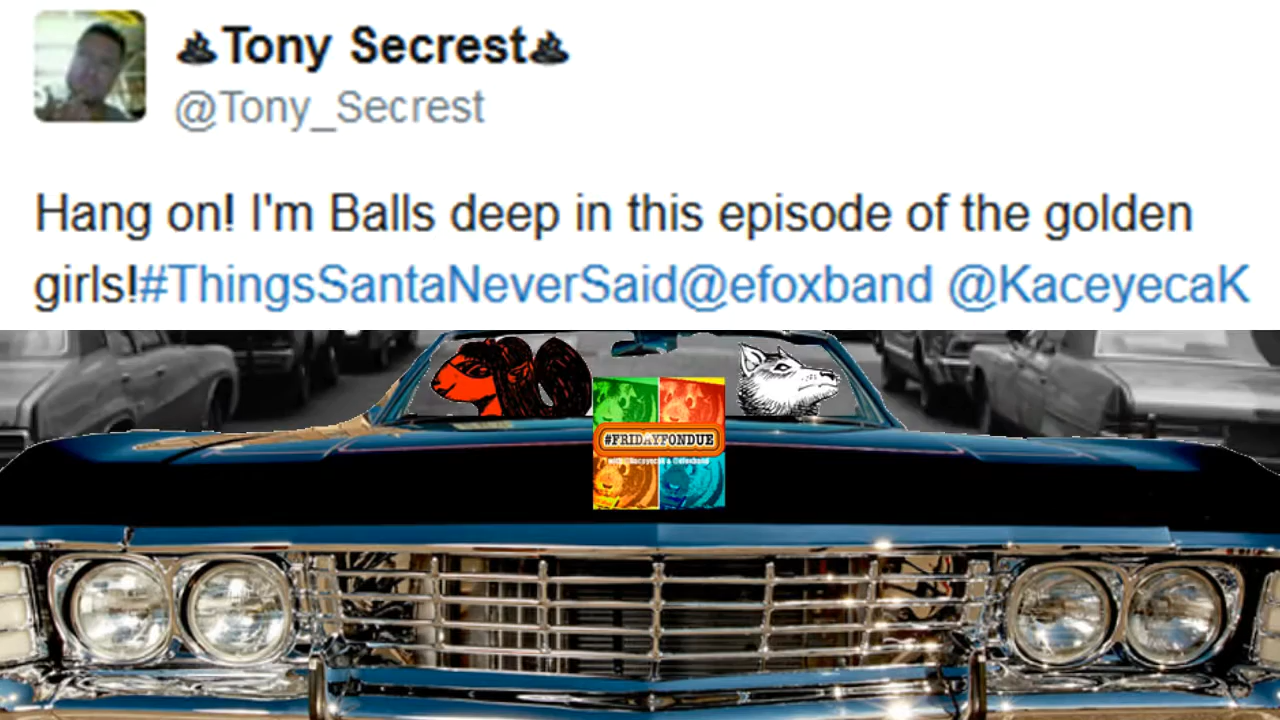 ♨Tony Secrest♨
@Tony_Secrest
Hang on! I'm Balls deep in this episode of the golden
girls!#ThingsSantaNeverSaid@efoxband @KaceyecaK
#FRIDAYFONDUE